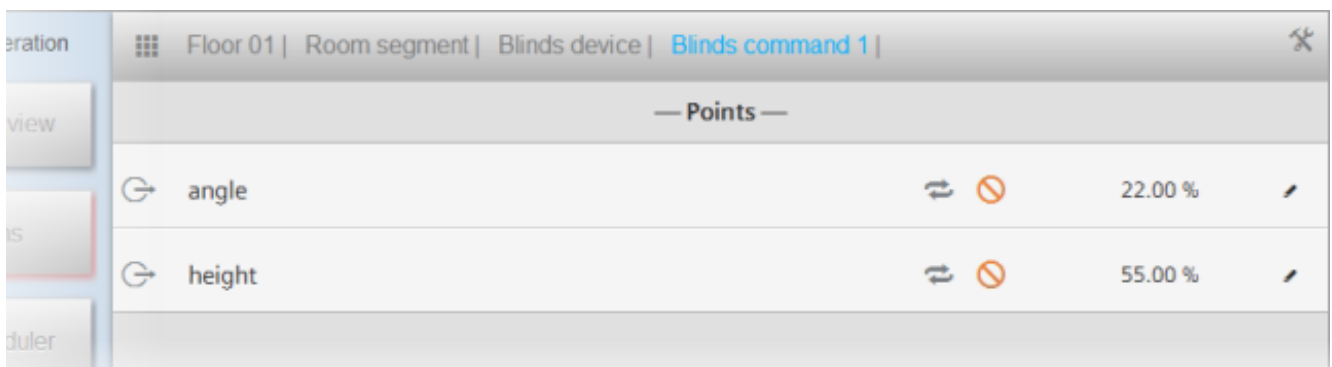 eration
Floor 01 | Room segment | Blinds device | Blinds command 1 |
— Points —
view
angle 22.00 %
ns
height 55.00 %
duler